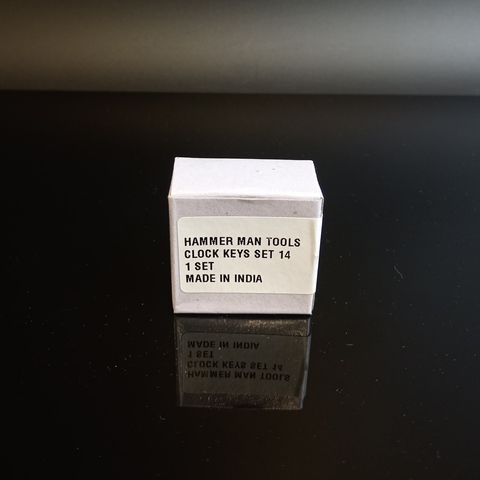 HAMMER MAN TOOLS
CLOCK KEYS SET 14
1 SET
MADE IN INDIA